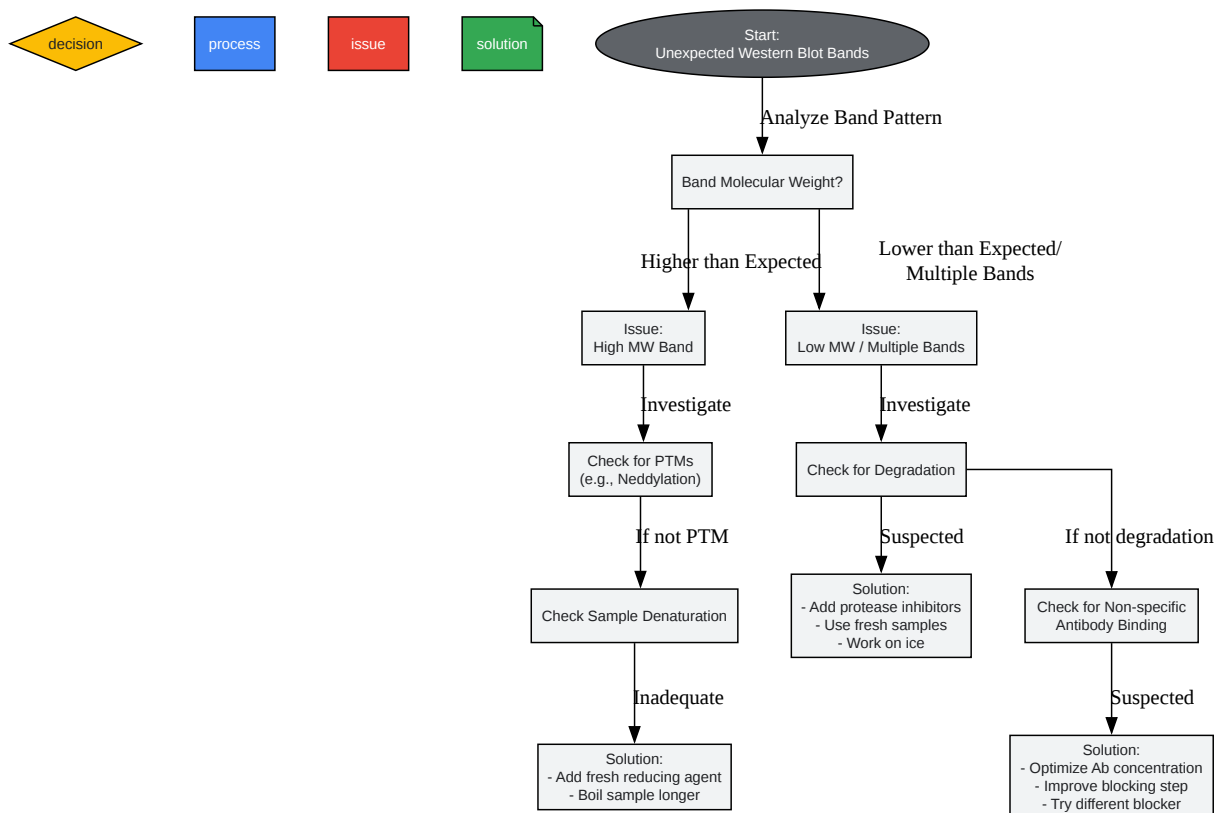 decision
process
issue
solution
Start:
Unexpected Western Blot Bands
Analyze Band Pattern
Band Molecular Weight?
Higher than Expected
Lower than Expected/
Multiple Bands
Issue:
High MW Band
Issue:
Low MW / Multiple Bands
Investigate
Investigate
Check for PTMs
(e.g., Neddylation)
Check for Degradation
If not PTM
Suspected
If not degradation
Check Sample Denaturation
Solution:
- Add protease inhibitors
- Use fresh samples
- Work on ice
Check for Non-specific
Antibody Binding
Inadequate
Suspected
Solution:
- Add fresh reducing agent
- Boil sample longer
Solution:
- Optimize Ab concentration
- Improve blocking step
- Try different blocker